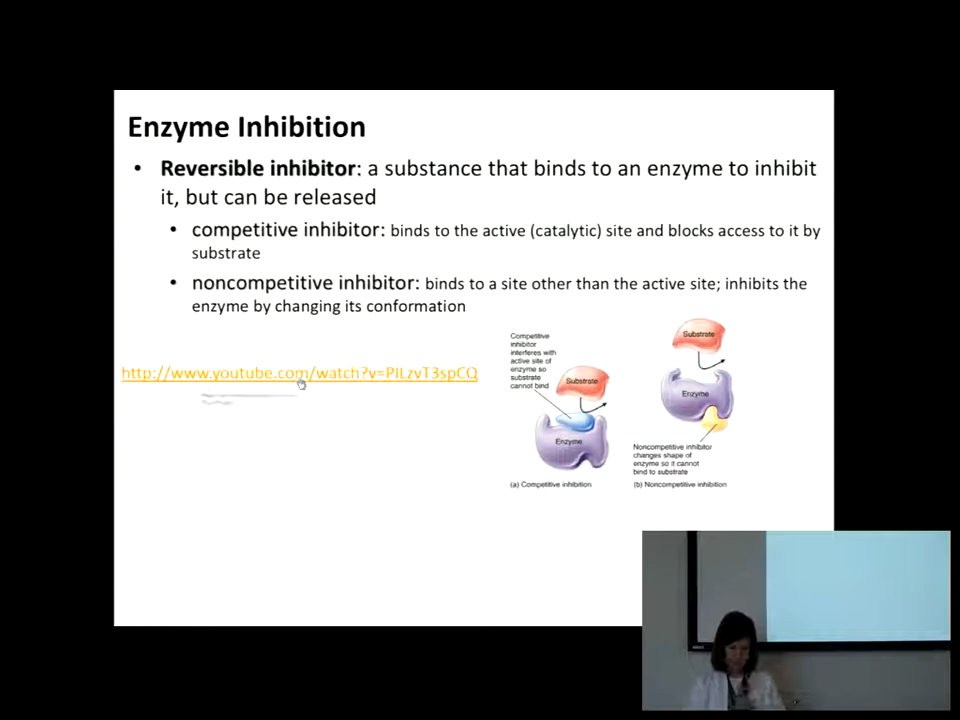 Enzyme Inhibition
• Reversible inhibitor: a substance that binds to an enzyme to inhibit
it, but can be released
• competitive inhibitor: binds to the active (catalytic) site and blocks access to it by
substrate
• noncompetitive inhibitor: binds to a site other than the active site; inhibits the
enzyme by changing its conformation
http://www.youtube.com/watch?v=PILzvT3spCQ
Competitive
inhibitor
interferes with
active site of
enzyme so
substrate
cannot bind
Substrate
Enzyme
(a) Competitive inhibition
Substrate
Enzyme
Noncompetitive inhibitor
changes shape of
enzyme so it cannot
bind to substrate
(b) Noncompetitive inhibition